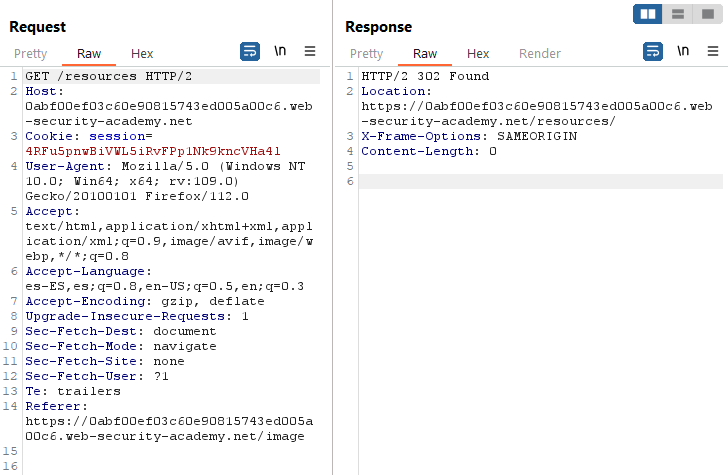 Request
Pretty Raw Hex \n
1 GET /resources HTTP/2
2 Host:
0abf00ef03c60e90815743ed005a00c6.web
-security-academy.net
3 Cookie: session=
4RFu5pnwBiVWL5iRvFPp1Nk9kncVHa4l
4 User-Agent: Mozilla/5.0 (Windows NT
10.0; Win64; x64; rv:109.0)
Gecko/20100101 Firefox/112.0
5 Accept:
text/html,application/xhtml+xml,appl
ication/xml;q=0.9,image/avif,image/w
ebp,*/*;q=0.8
6 Accept-Language:
es-ES,es;q=0.8,en-US;q=0.5,en;q=0.3
7 Accept-Encoding: gzip, deflate
8 Upgrade-Insecure-Requests: 1
9 Sec-Fetch-Dest: document
10 Sec-Fetch-Mode: navigate
11 Sec-Fetch-Site: none
12 Sec-Fetch-User: ?1
13 Te: trailers
14 Referer:
https://0abf00ef03c60e90815743ed005a
00c6.web-security-academy.net/image
15
16
Response
Pretty Raw Hex Render \n
1 HTTP/2 302 Found
2 Location:
https://0abf00ef03c60e90815743ed005a00c6.web
-security-academy.net/resources/
3 X-Frame-Options: SAMEORIGIN
4 Content-Length: 0
5
6